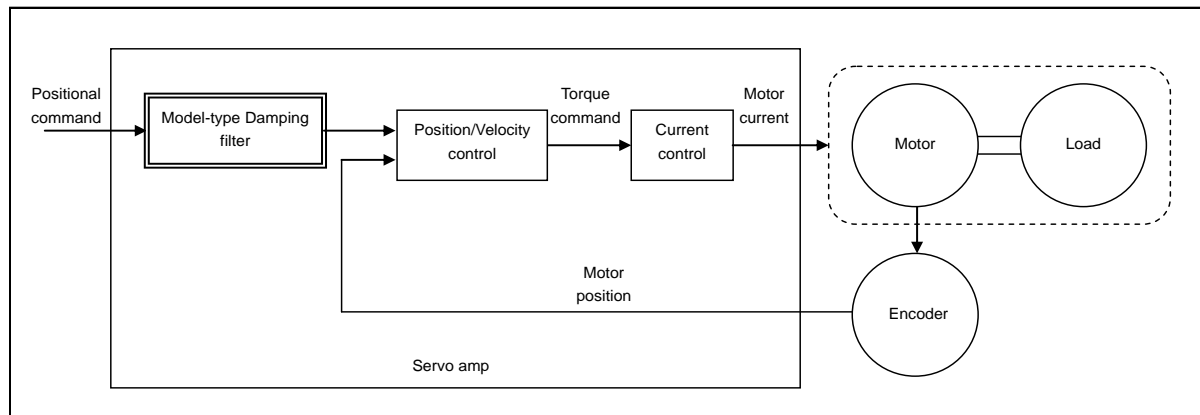 Positional
command
Model-type Damping
filter
Position/Velocity
control
Torque
command
Current
control
Motor
current
Motor
Load
Motor
position
Encoder
Servo amp